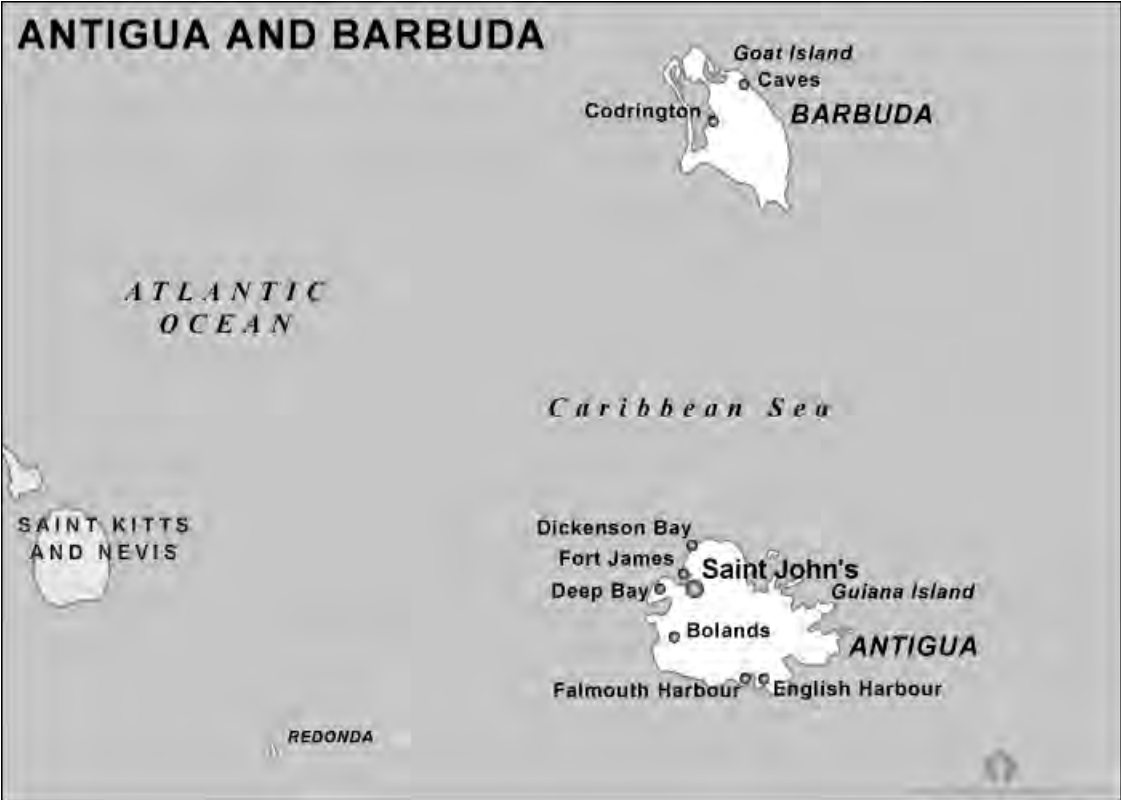 ANTIGUA AND BARBUDA
Goat Island
Caves
Codrington
BARBUDA
ATLANTIC
OCEAN
Caribbean Sea
SAINT KITTS
AND NEVIS
Dickenson Bay
Fort James
Saint John's
Deep Bay
Guiana Island
Bolands
ANTIGUA
Falmouth Harbour
English Harbour
REDONDA